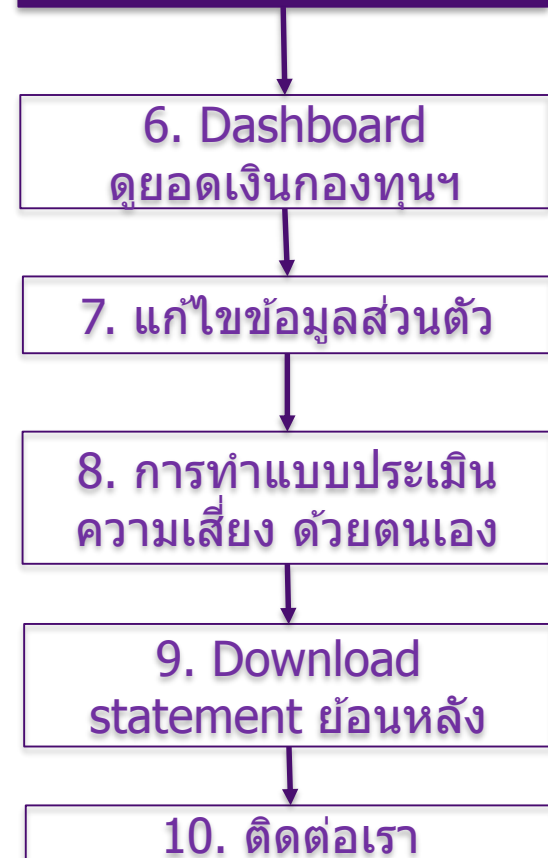 6. Dashboard
ดูยอดเงินกองทุนฯ
7. แก้ไขข้อมูลส่วนตัว
8. การทำแบบประเมิน
ความเสี่ยง ด้วยตนเอง
9. Download
statement ย้อนหลัง
10. ติดต่อเรา